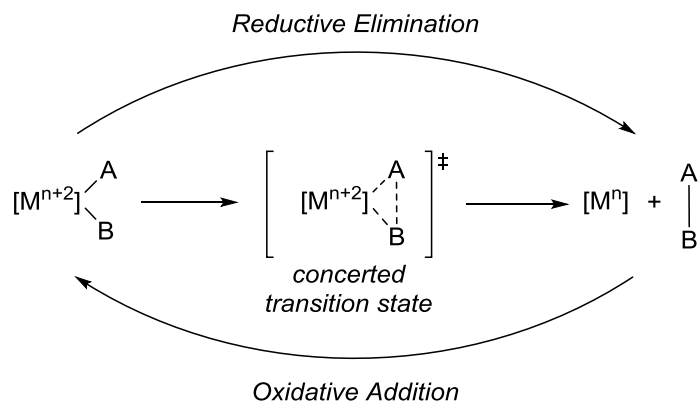 Reductive Elimination
[Mⁿ⁺²] A B
[Mⁿ⁺²] A B ‡
[Mⁿ] + A B
concerted
transition state
Oxidative Addition